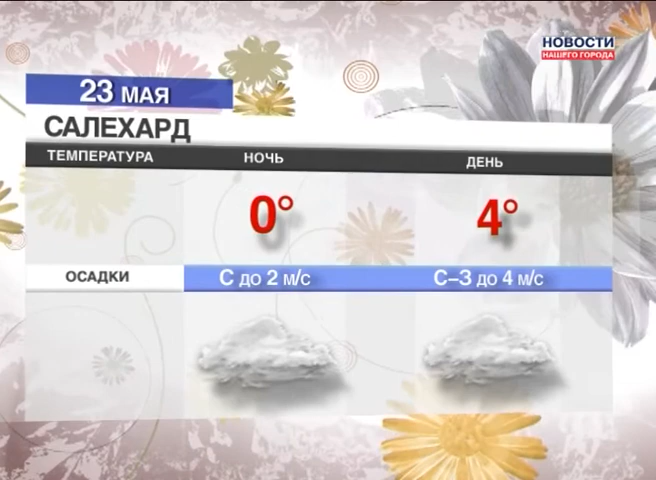 НОВОСТИ
НАШЕГО ГОРОДА
23 МАЯ
САЛЕХАРД
ТЕМПЕРАТУРА НОЧЬ ДЕНЬ
0° 4°
ОСАДКИ С ДО 2 М/С С-З ДО 4 М/С